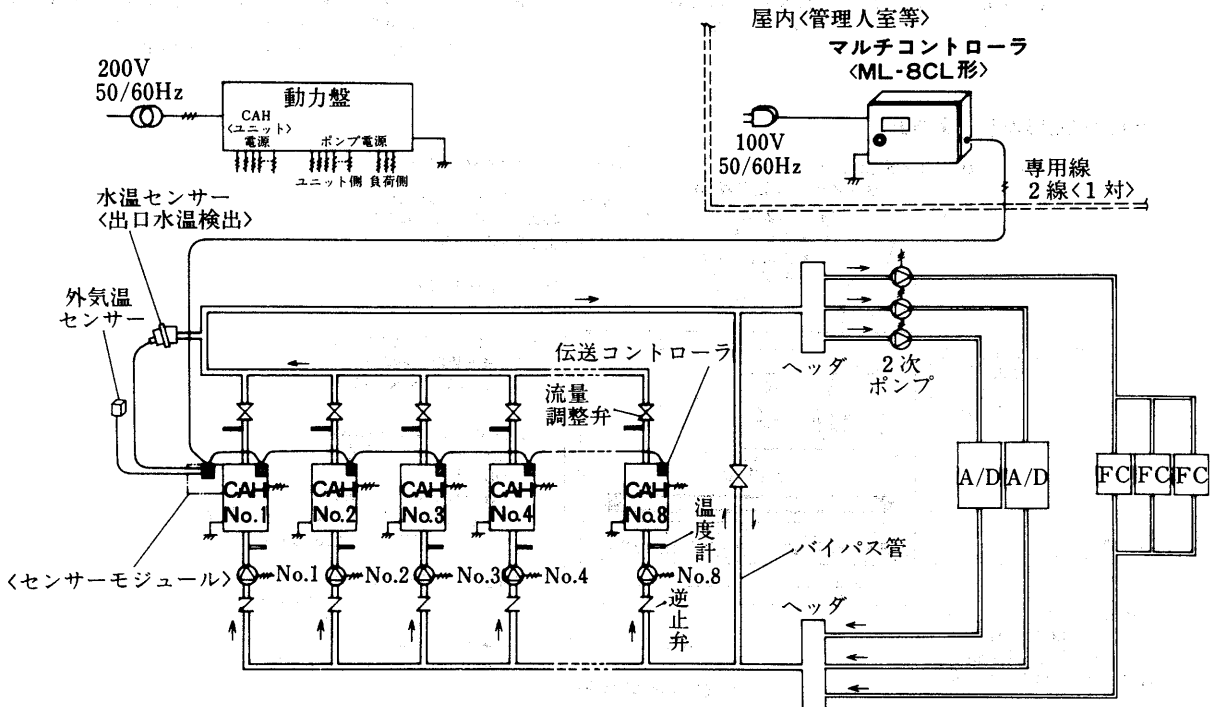 屋内〈管理人室等〉
マルチコントローラ
〈ML-8CL形〉
200V
50/60Hz
動力盤
CAH
〈ユニット〉
電源
ポンプ電源
ユニット側 負荷側
100V
50/60Hz
専用線
2線〈1対〉
水温センサー
〈出口水温検出〉
外気温
センサー
伝送コントローラ
流量
調整弁
ヘッダ
2次
ポンプ
CAH
No.1
CAH
No.2
CAH
No.3
CAH
No.4
CAH
No.8
A/D
A/D
FC
FC
FC
温度計
バイパス管
〈センサーモジュール〉
No.1
No.2
No.3
No.4
No.8
逆止弁
ヘッダ